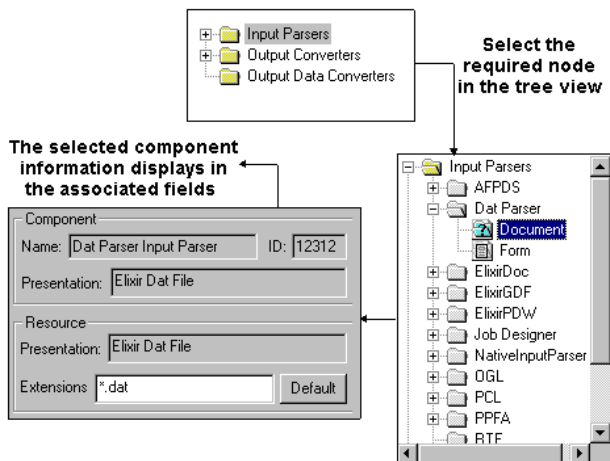 Input Parsers
Output Converters
Output Data Converters
Select the
required node
in the tree view
The selected component
information displays in
the associated fields
Component
Name: Dat Parser Input Parser ID: 12312
Presentation: Elixir Dat File
Resource
Presentation: Elixir Dat File
Extensions *.dat Default
Input Parsers
AFPDS
Dat Parser
Document
Form
ElixirDoc
ElixirGDF
ElixirPDW
Job Designer
NativeInputParser
OGL
PCL
PPFA
RTF